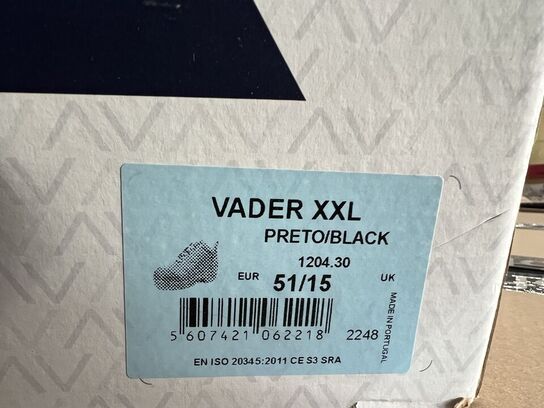 VADER XXL
PRETO/BLACK
1204.30
EUR 51/15 UK
5 607421 062218 2248
MADE IN PORTUGAL
EN ISO 20345:2011 CE S3 SRA